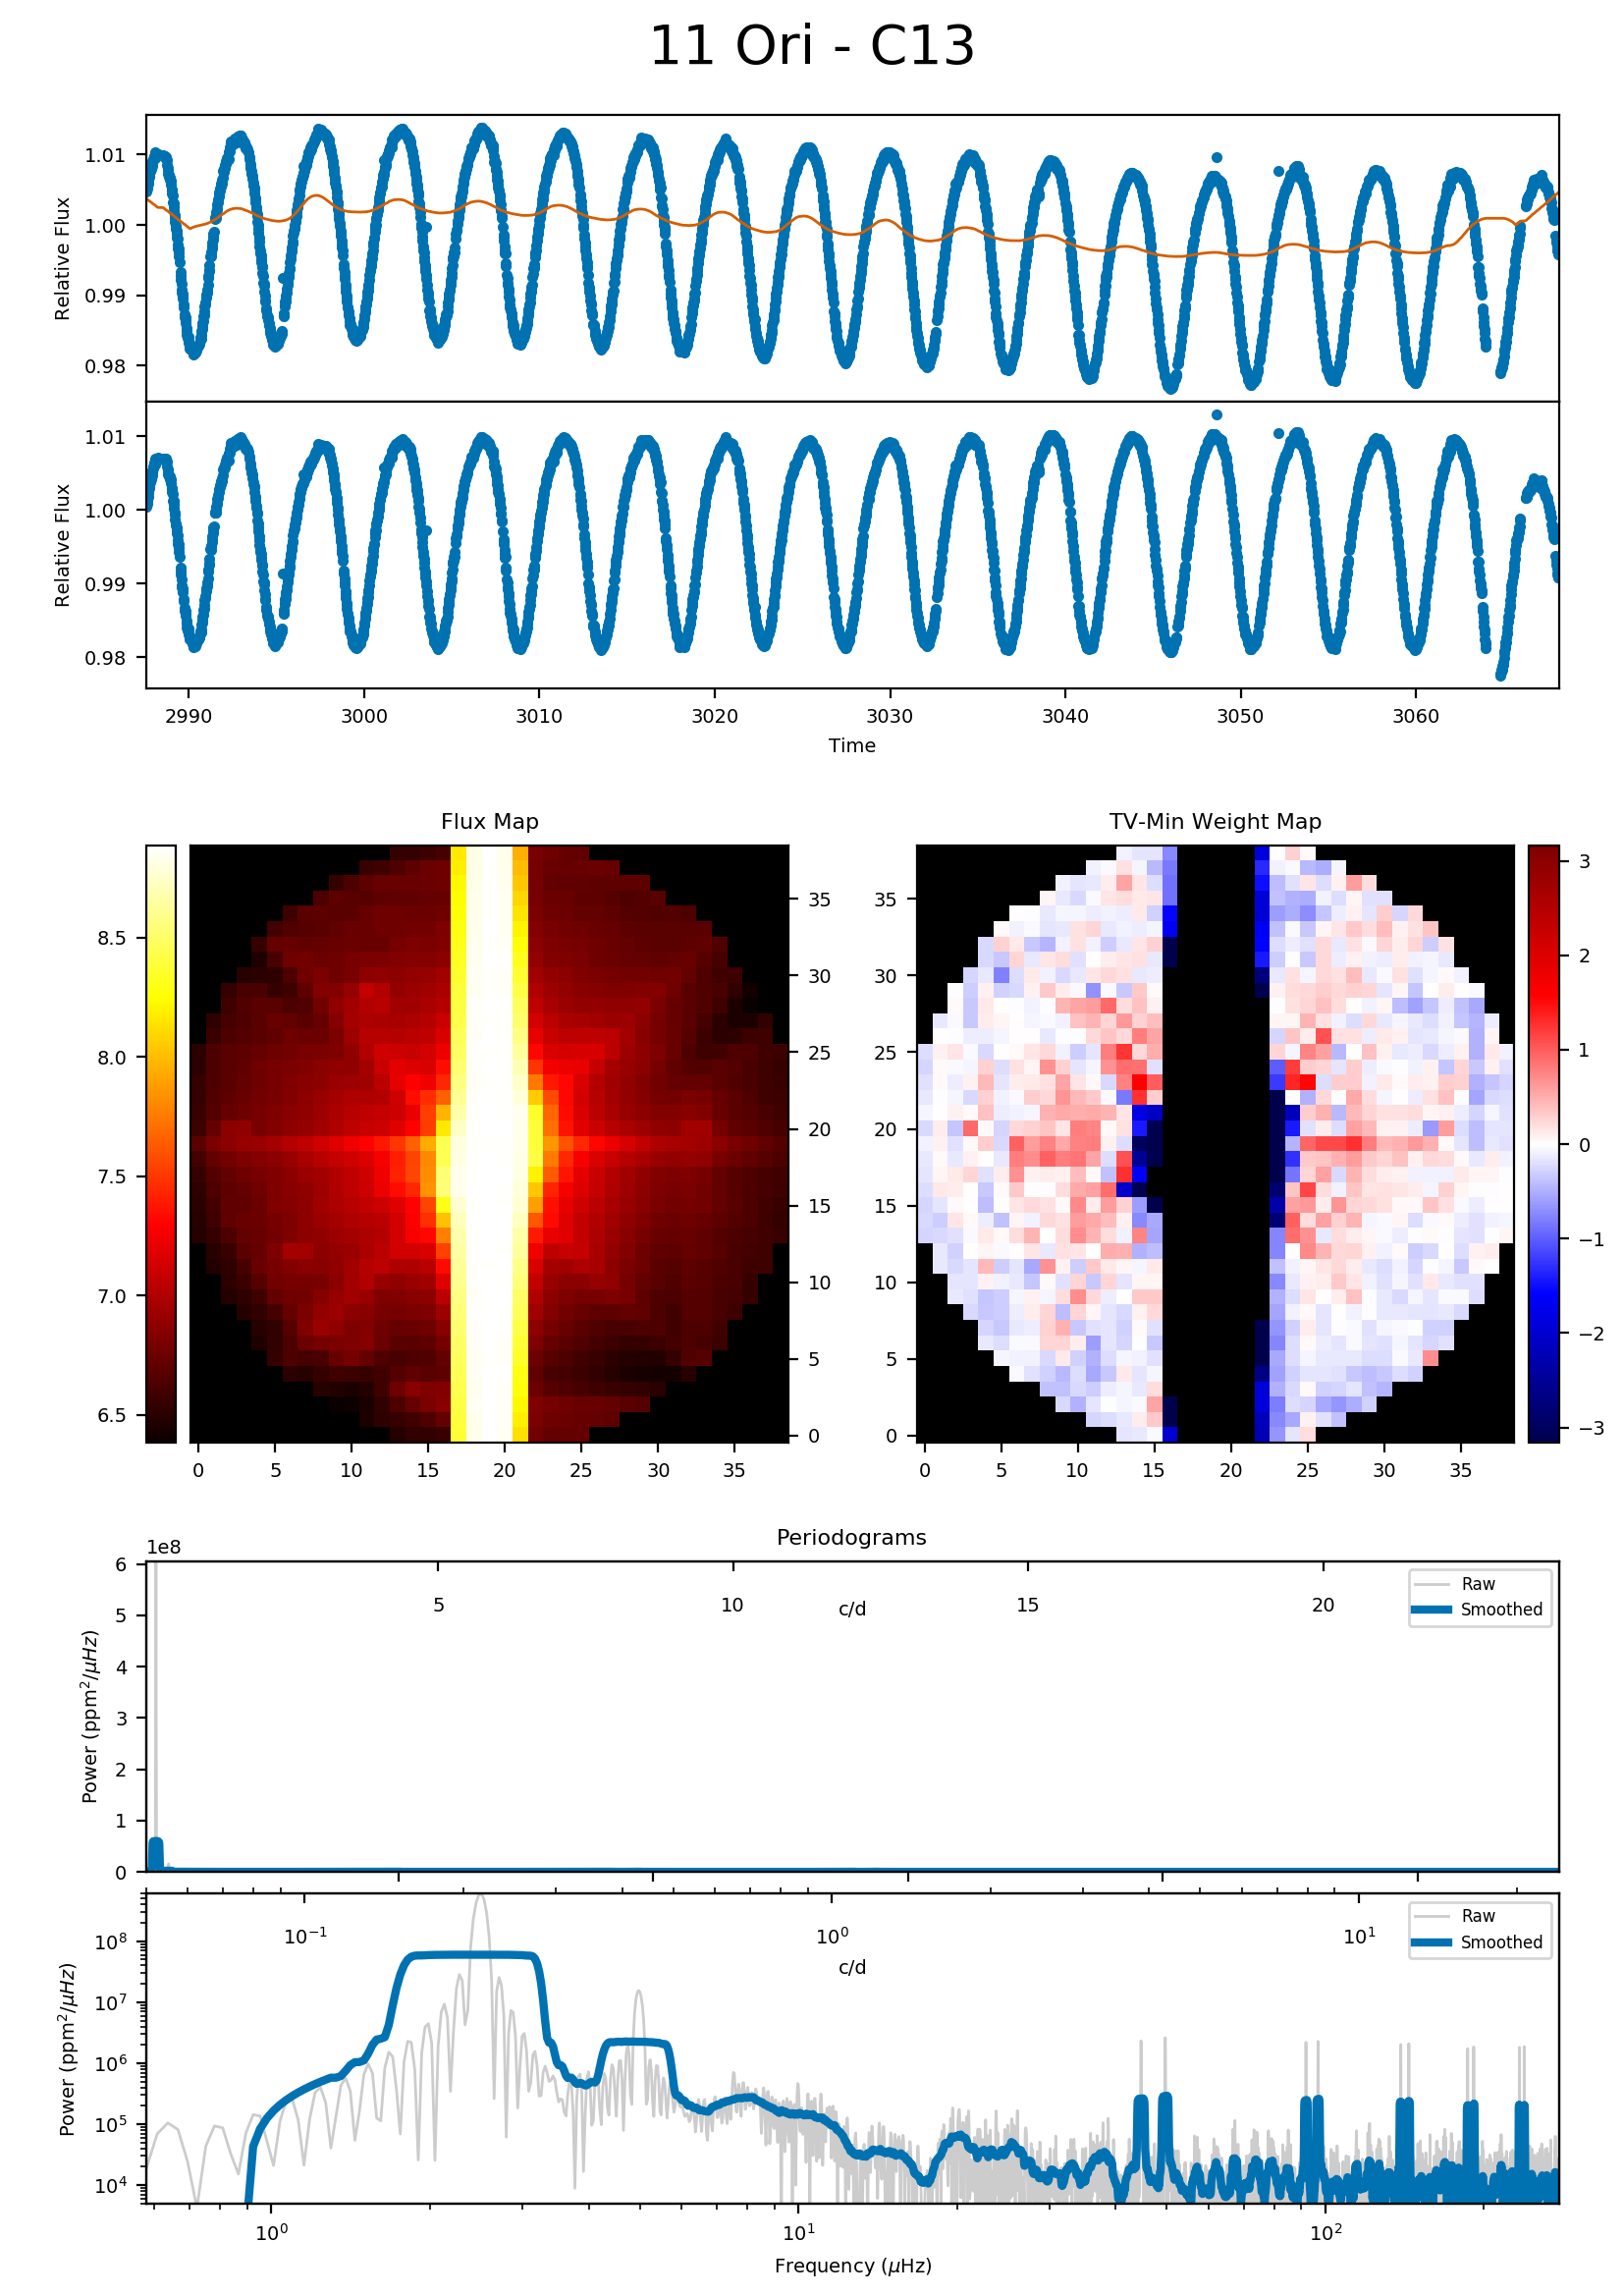 11 Ori - C13
Relative Flux
1.01
1.00
0.99
0.98
Relative Flux
1.01
1.00
0.99
0.98
2990 3000 3010 3020 3030 3040 3050 3060
Time
Flux Map
TV-Min Weight Map
8.5
8.0
7.5
7.0
6.5
35
30
25
20
15
10
5
0
0 5 10 15 20 25 30 35
35
30
25
20
15
10
5
0
0 5 10 15 20 25 30 35
3
2
1
0
−1
−2
−3
Periodograms
1e8
Power (ppm²/μHz)
6
5
4
3
2
1
0
5 10 15 20
c/d
Raw
Smoothed
Power (ppm²/μHz)
10⁸
10⁷
10⁶
10⁵
10⁴
10⁻¹ 10⁰ 10¹
c/d
Raw
Smoothed
10⁰ 10¹ 10²
Frequency (μHz)